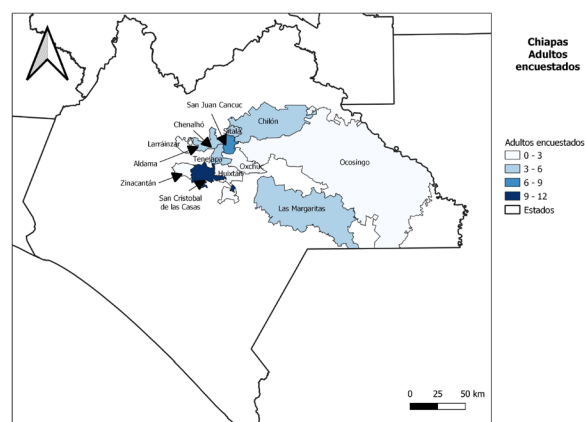 Chiapas
Adultos
encuestados
San Juan Cancuc
Chenalhó
Sitalá
Chilón
Larrainzar
Aldama
Tenejapa
Oxchuc
Ocosingo
Zinacantán
Huixtán
San Cristobal
de las Casas
Las Margaritas
Adultos encuestados
0 - 3
3 - 6
6 - 9
9 - 12
Estados
0 25 50 km